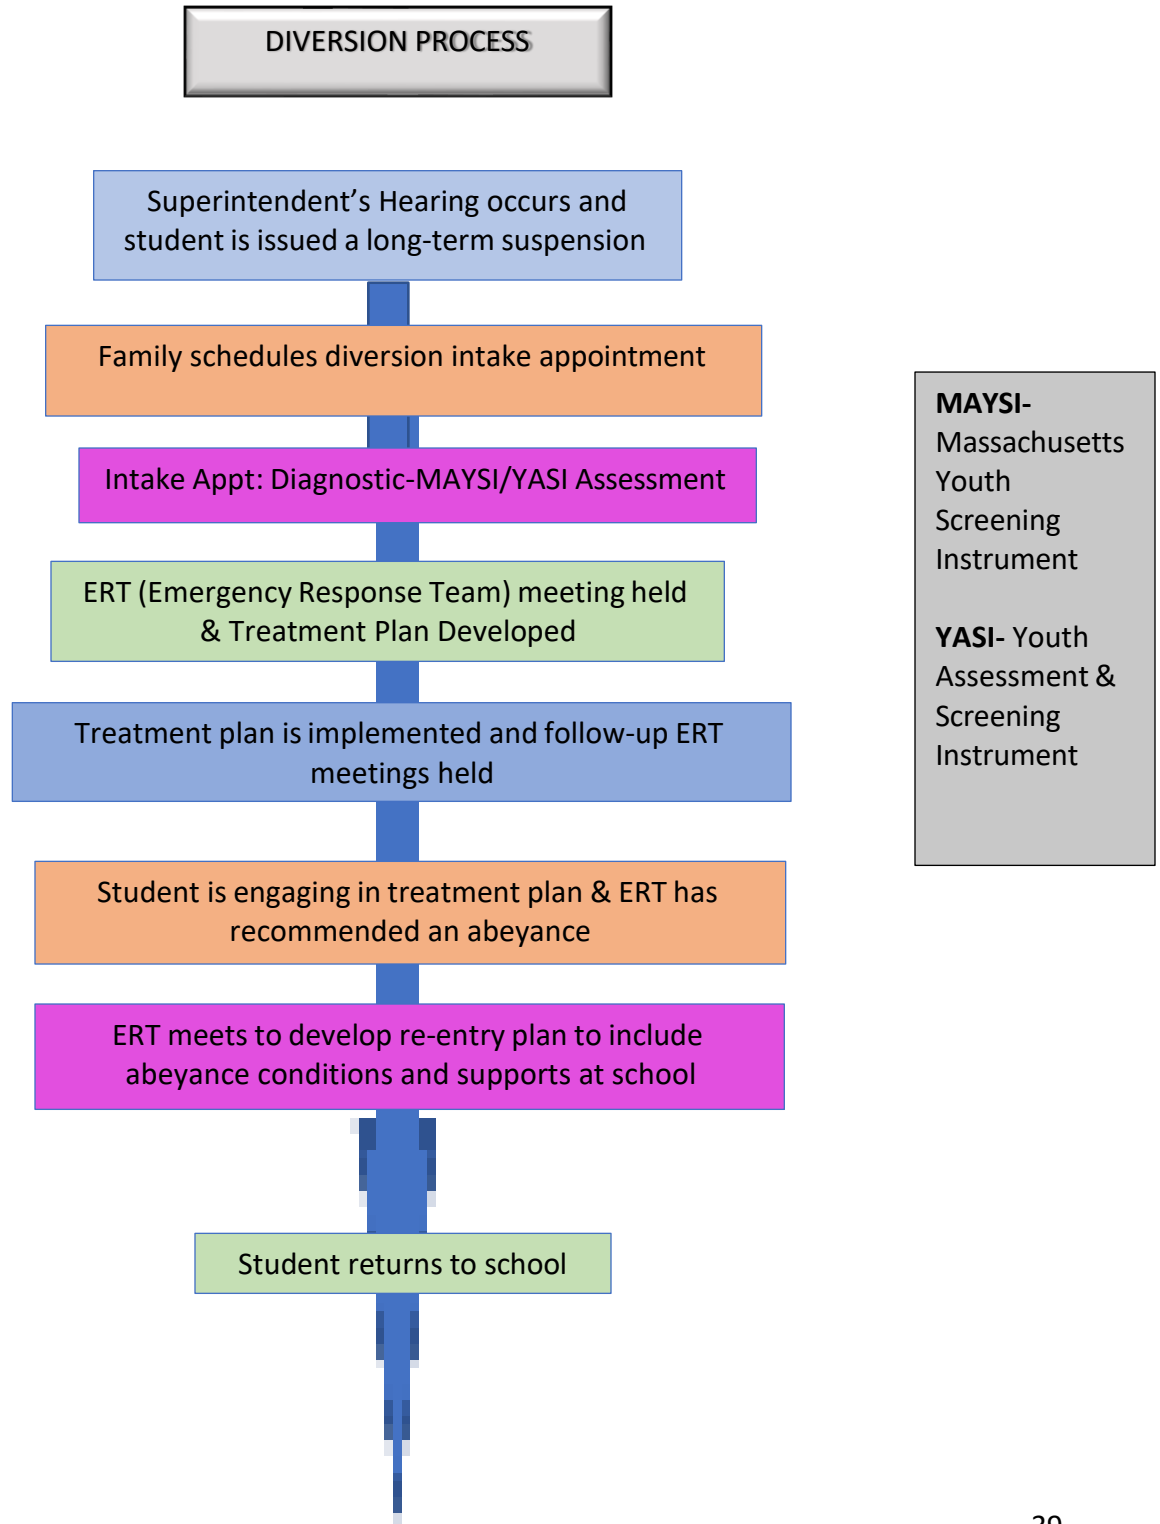 DIVERSION PROCESS
Superintendent’s Hearing occurs and
student is issued a long-term suspension
Family schedules diversion intake appointment
Intake Appt: Diagnostic-MAYSI/YASI Assessment
ERT (Emergency Response Team) meeting held
& Treatment Plan Developed
Treatment plan is implemented and follow-up ERT
meetings held
Student is engaging in treatment plan & ERT has
recommended an abeyance
ERT meets to develop re-entry plan to include
abeyance conditions and supports at school
Student returns to school
MAYSI-
Massachusetts
Youth
Screening
Instrument
YASI- Youth
Assessment &
Screening
Instrument